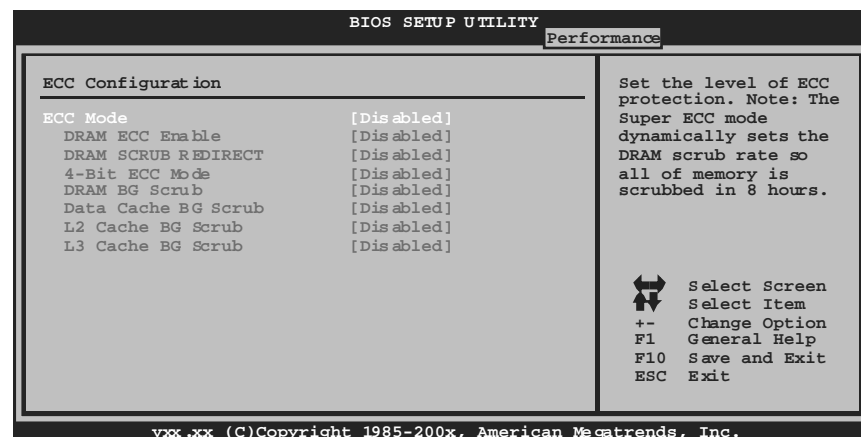 BIOS SETUP UTILITY
Performance
ECC Configuration
ECC Mode [Disabled]
DRAM ECC Enable [Disabled]
DRAM SCRUB REDIRECT [Disabled]
4-Bit ECC Mode [Disabled]
DRAM BG Scrub [Disabled]
Data Cache BG Scrub [Disabled]
L2 Cache BG Scrub [Disabled]
L3 Cache BG Scrub [Disabled]
Set the level of ECC
protection. Note: The
Super ECC mode
dynamically sets the
DRAM scrub rate so
all of memory is
scrubbed in 8 hours.
Select Screen
Select Item
+- Change Option
F1 General Help
F10 Save and Exit
ESC Exit
vxx.xx (C)Copyright 1985-200x, American Megatrends, Inc.